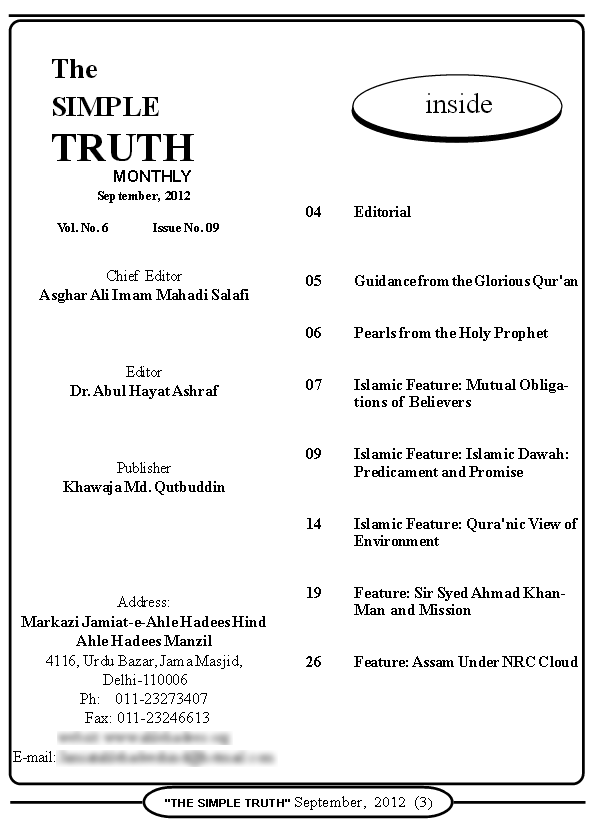 The
SIMPLE
TRUTH
MONTHLY
September, 2012
Vol. No. 6 Issue No. 09
Chief Editor
Asghar Ali Imam Mahadi Salafi
Editor
Dr. Abul Hayat Ashraf
Publisher
Khawaja Md. Qutbuddin
Address:
Markazi Jamiat-e-Ahle Hadees Hind
Ahle Hadees Manzil
4116, Urdu Bazar, Jama Masjid,
Delhi-110006
Ph: 011-23273407
Fax: 011-23246613
E-mail:
inside
04 Editorial
05 Guidance from the Glorious Qur'an
06 Pearls from the Holy Prophet
07 Islamic Feature: Mutual Obliga-
tions of Believers
09 Islamic Feature: Islamic Dawah:
Predicament and Promise
14 Islamic Feature: Qura'nic View of
Environment
19 Feature: Sir Syed Ahmad Khan-
Man and Mission
26 Feature: Assam Under NRC Cloud
"THE SIMPLE TRUTH" September, 2012 (3)